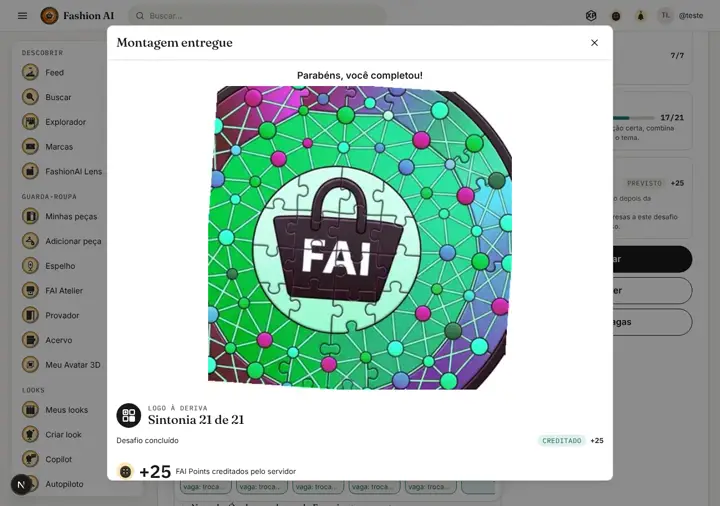 Fashion AI
Buscar...
XP
TL
@teste
DESCOBRIR
Feed
Buscar
Explorador
Marcas
FashionAI Lens
GUARDA-ROUPA
Minhas peças
Adicionar peça
Espelho
FAI Atelier
Provador
Acervo
Meu Avatar 3D
LOOKS
Meus looks
Criar look
Copilot
Autopiloto
N
Montagem entregue
Parabéns, você completou!
FAI
LOGO À DERIVA
Sintonia 21 de 21
Desafio concluído
CREDITADO
+25
+25
FAI Points creditados pelo servidor
7/7
17/21
ção certa, combina
o tema.
PREVISTO
+25
o depois da
resas a este desafio
so.
ar
er
agas
vaga: troca...
vaga: troca...
vaga: troca...
vaga: troca...
vaga: troca...